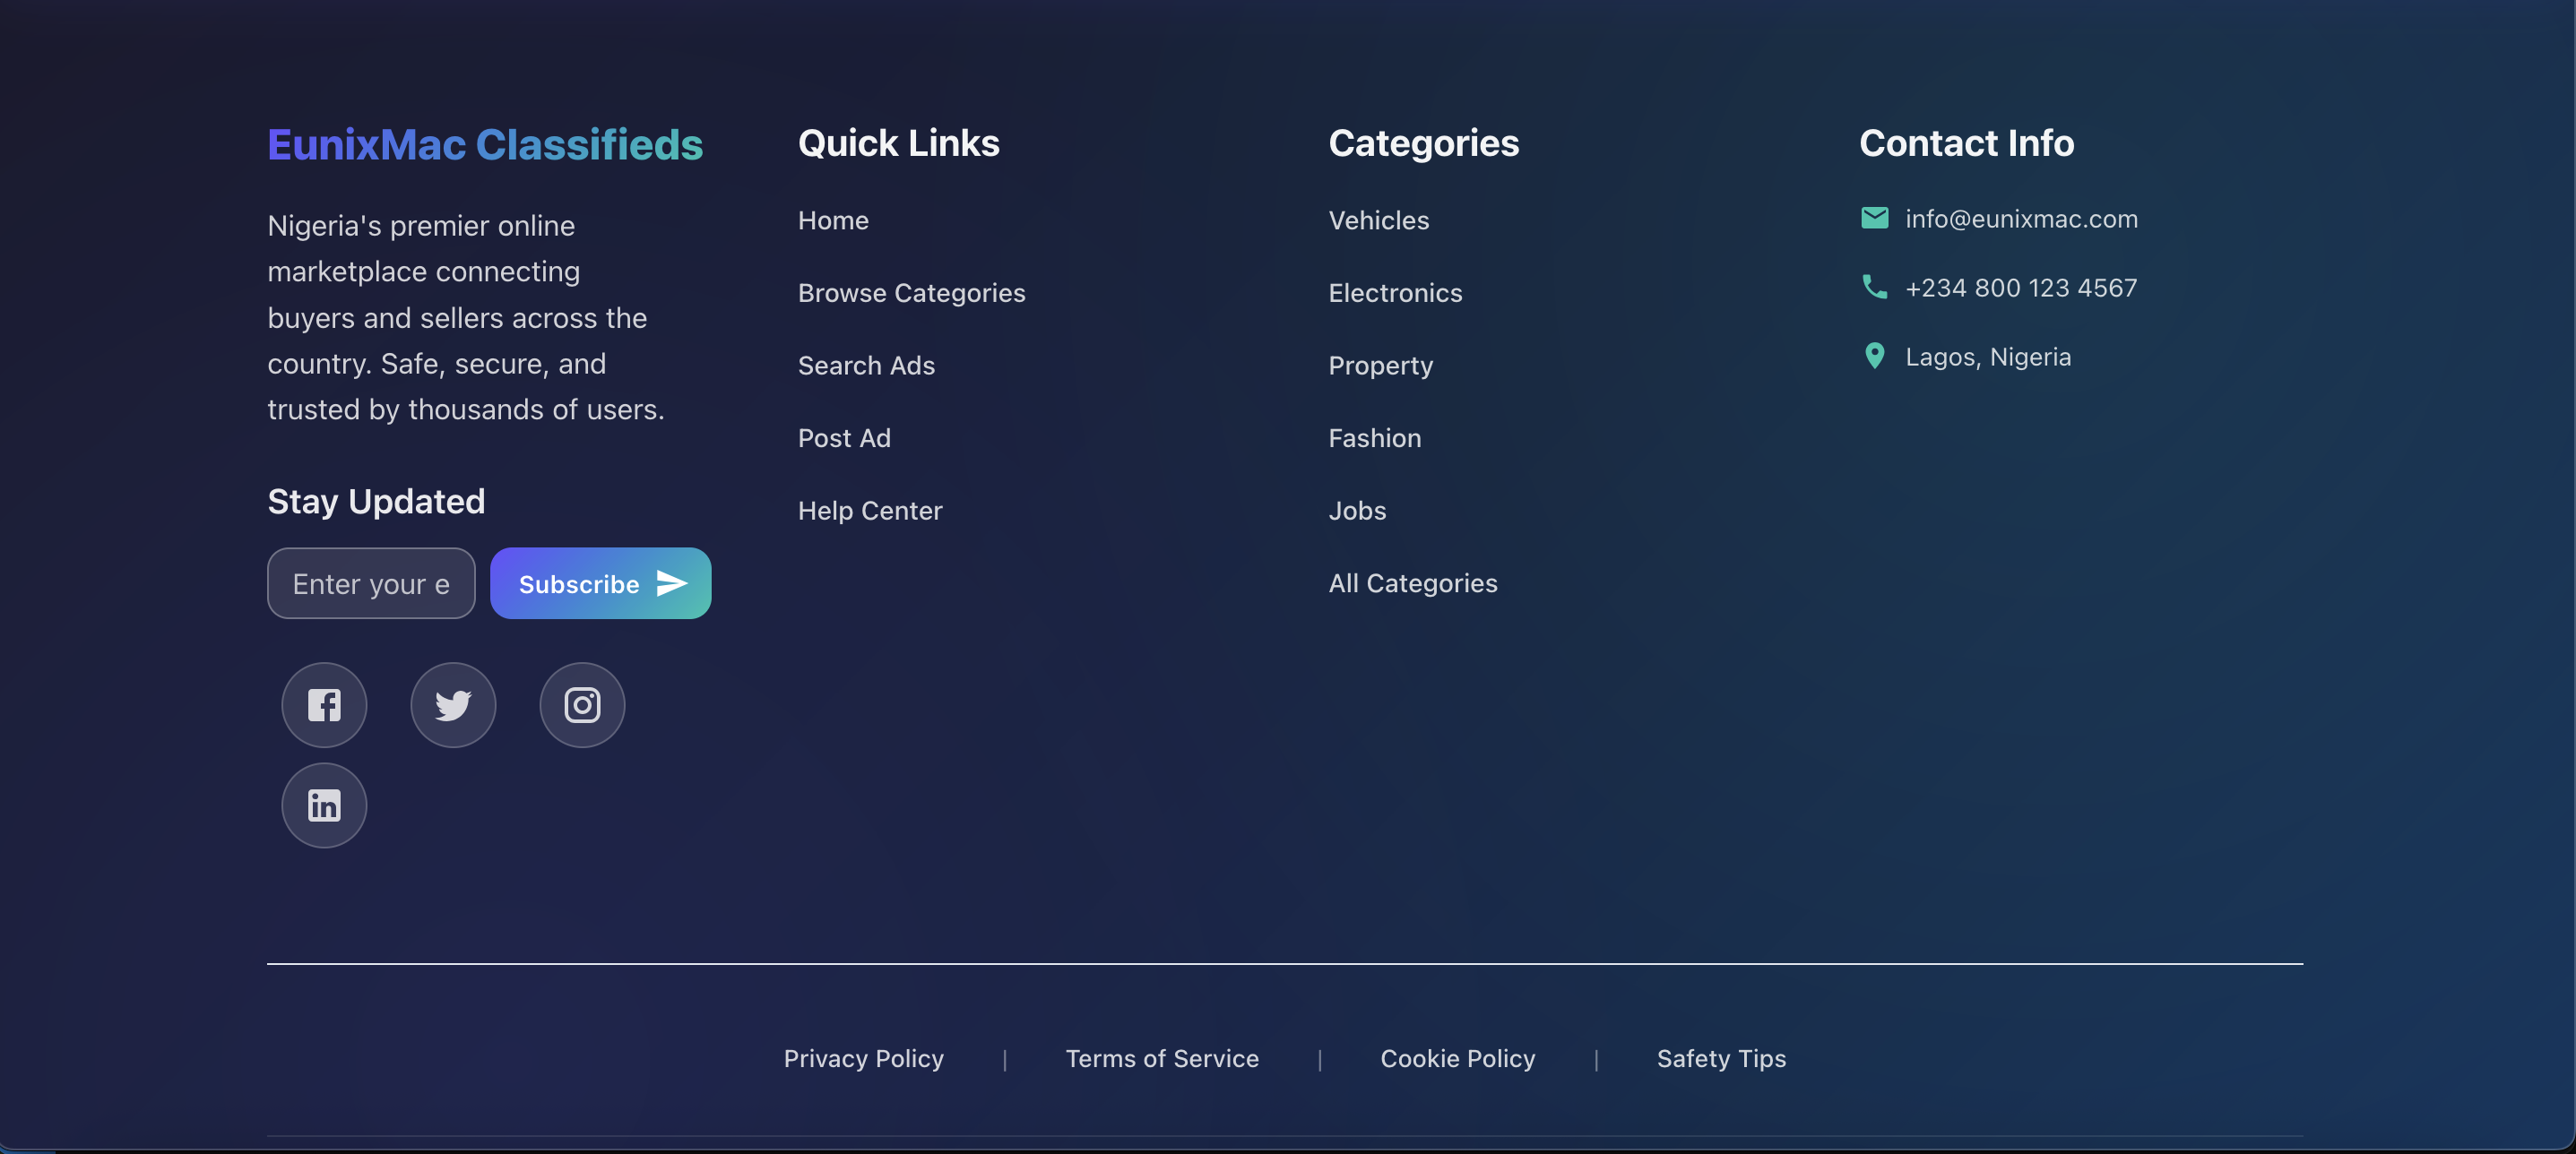 EunixMac Classifieds
Nigeria's premier online
marketplace connecting
buyers and sellers across the
country. Safe, secure, and
trusted by thousands of users.
Stay Updated
Enter your e
Subscribe
Quick Links
Home
Browse Categories
Search Ads
Post Ad
Help Center
Categories
Vehicles
Electronics
Property
Fashion
Jobs
All Categories
Contact Info
info@eunixmac.com
+234 800 123 4567
Lagos, Nigeria
Privacy Policy | Terms of Service | Cookie Policy | Safety Tips